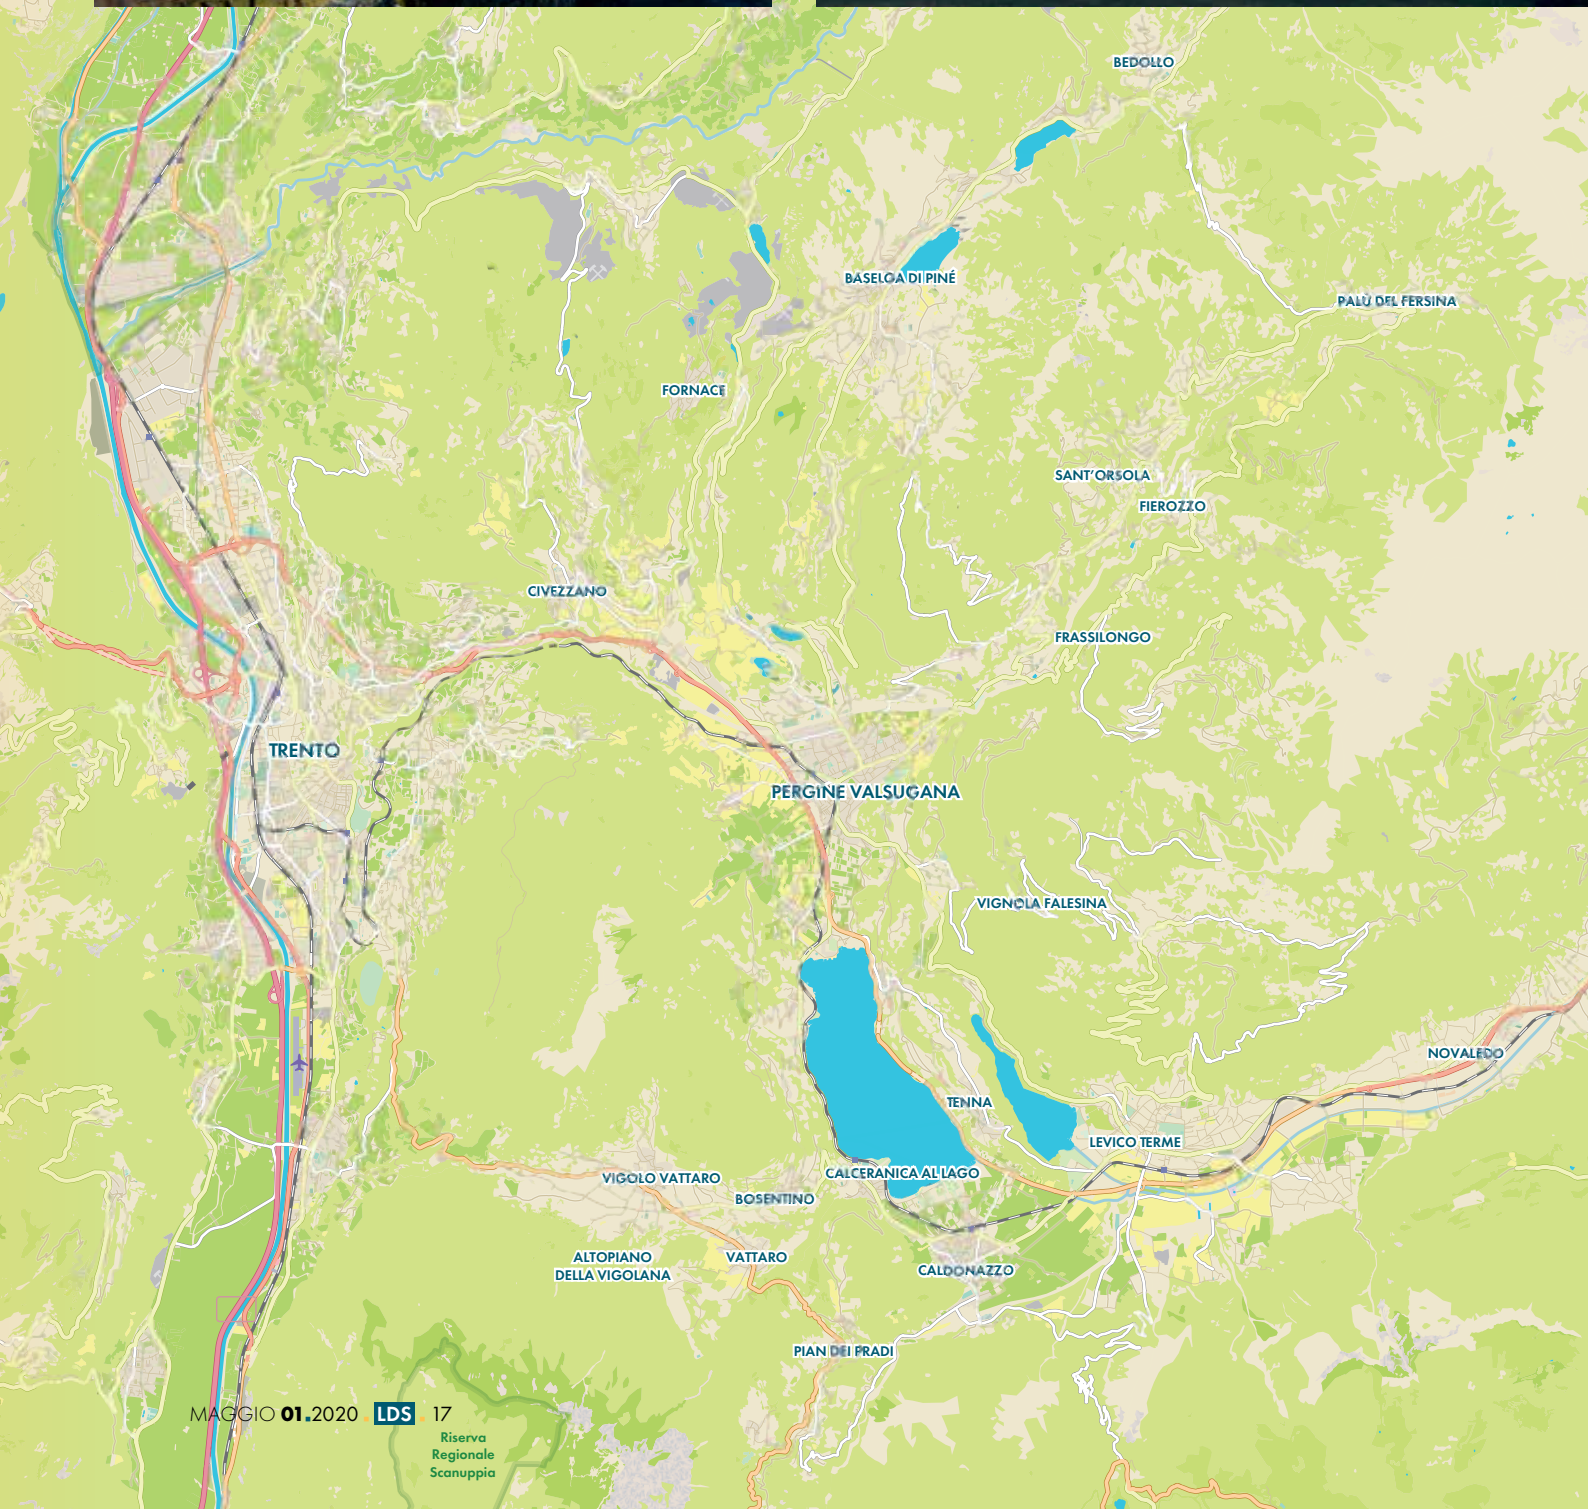 BEDOLLO
BASELGA DI PINÉ
PALÙ DEL FERSINA
FORNACE
SANT'ORSOLA
FIEROZZO
CIVEZZANO
FRASSILONGO
TRENTO
PERGINE VALSUGANA
VIGNOLA FALESINA
NOVALEDO
TENNA
LEVICO TERME
CALCERANICA AL LAGO
VIGOLO VATTARO
BOSENTINO
ALTOPIANO
DELLA VIGOLANA
VATTARO
CALDONAZZO
PIAN DEI PRADI
MAGGIO 01.2020 LDS 17
Riserva
Regionale
Scanuppia